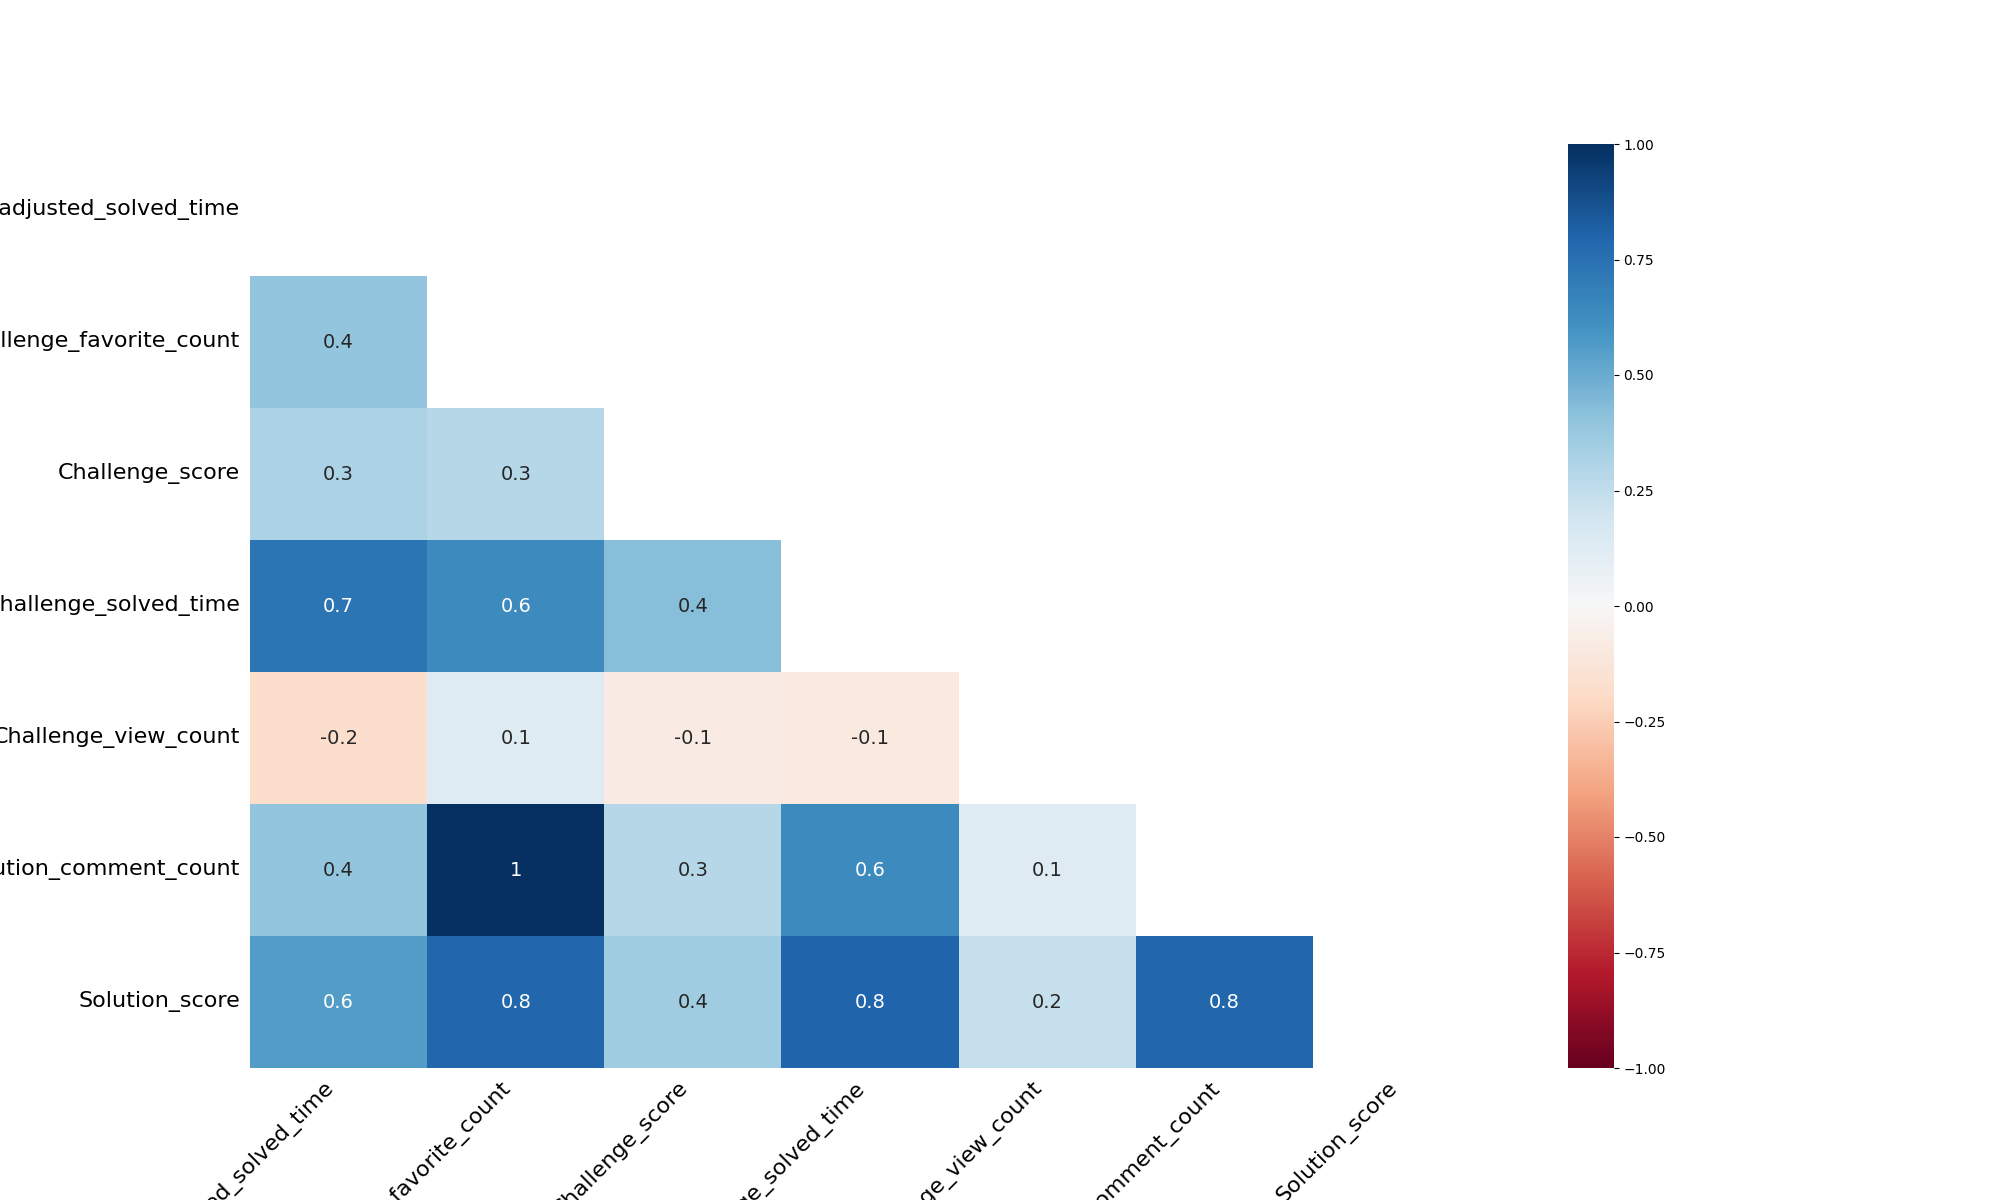 adjusted_solved_time
llenge_favorite_count
0.4
Challenge_score
0.3 0.3
hallenge_solved_time
0.7 0.6 0.4
Challenge_view_count
-0.2 0.1 -0.1 -0.1
ution_comment_count
0.4 1 0.3 0.6 0.1
Solution_score
0.6 0.8 0.4 0.8 0.2 0.8
ed_solved_time
favorite_count
hallenge_score
ge_solved_time
ge_view_count
omment_count
Solution_score
1.00
0.75
0.50
0.25
0.00
−0.25
−0.50
−0.75
−1.00